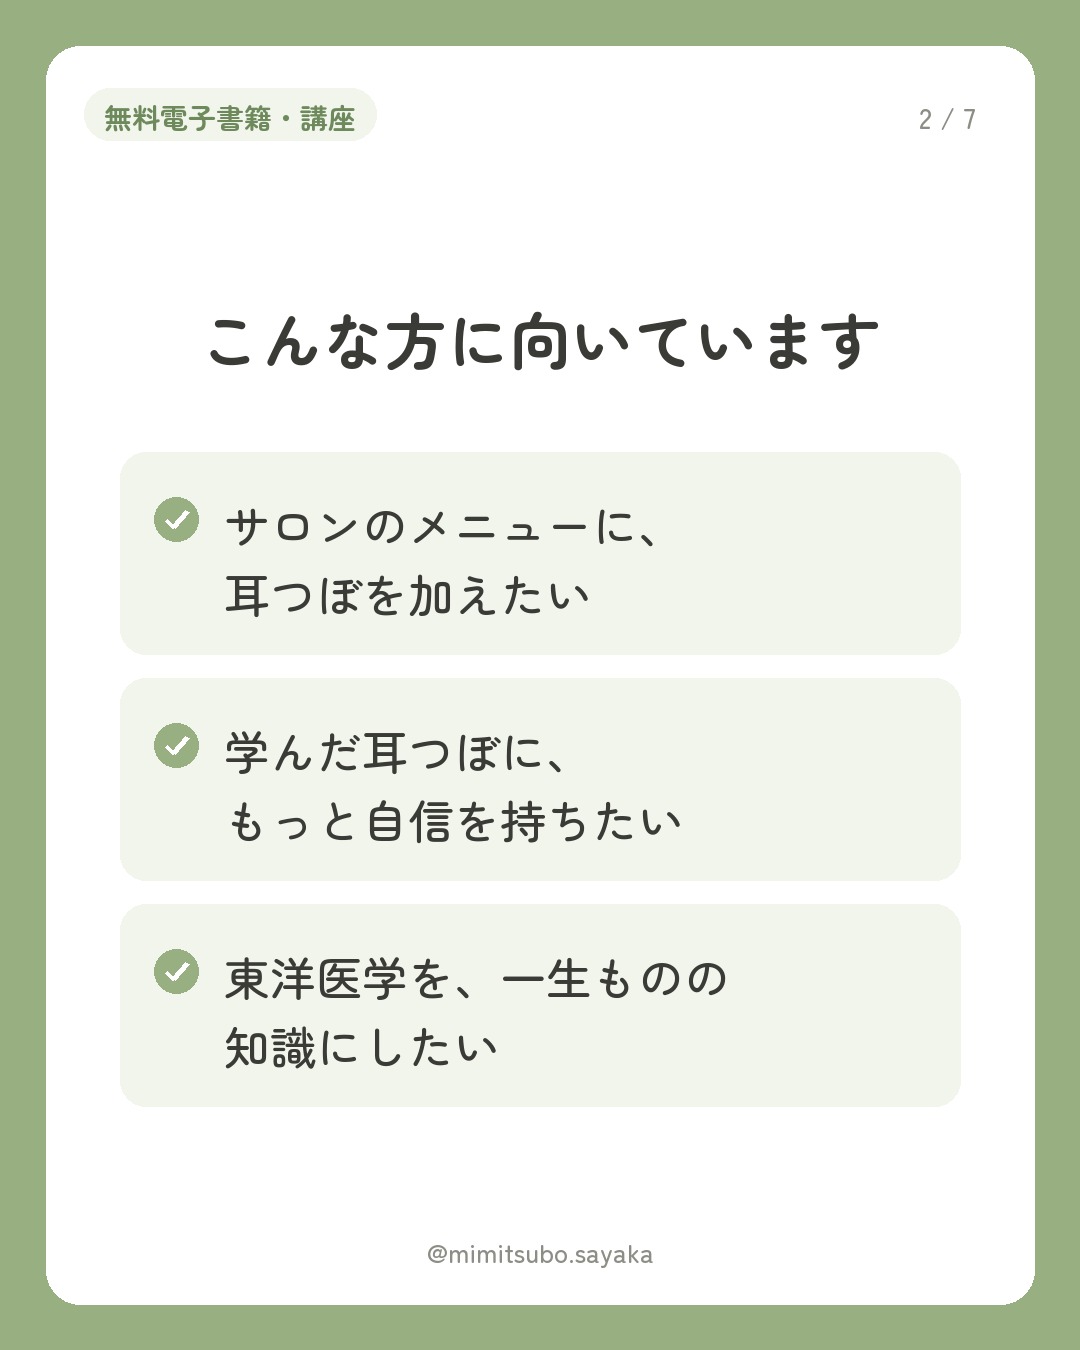 無料電子書籍・講座
2 / 7
こんな方に向いています
サロンのメニューに、
耳つぼを加えたい
学んだ耳つぼに、
もっと自信を持ちたい
東洋医学を、一生ものの
知識にしたい
@mimitsubo.sayaka